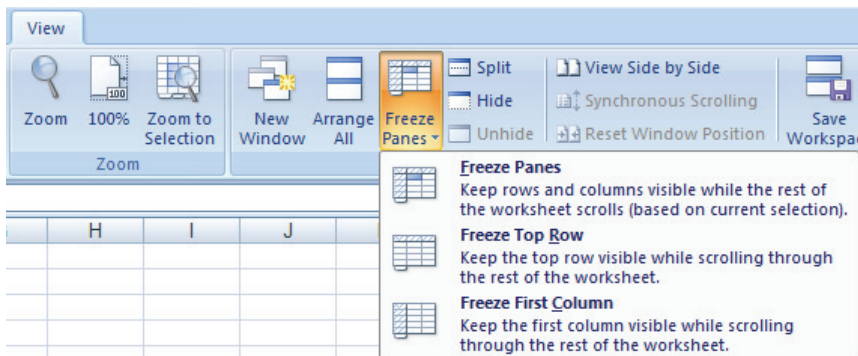 View
Split
View Side by Side
100
Hide
Synchronous Scrolling
Zoom 100% Zoom to Selection
New Window
Arrange All
Freeze Panes
Unhide
Reset Window Position
Save
Zoom
Freeze Panes
Keep rows and columns visible while the rest of
the worksheet scrolls (based on current selection).
Freeze Top Row
Keep the top row visible while scrolling through
the rest of the worksheet.
Freeze First Column
Keep the first column visible while scrolling
through the rest of the worksheet.
H I J